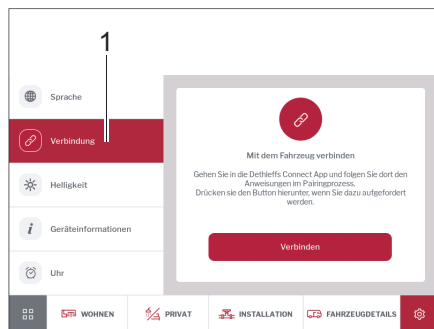 1
Sprache
Verbindung
Helligkeit
Geräteinformationen
Uhr
Mit dem Fahrzeug verbinden
Gehen Sie in die Dethleffs Connect App und folgen Sie dort den
Anweisungen im Pairingprozess.
Drücken sie den Button hierunter, wenn Sie dazu aufgefordert
werden.
Verbinden
WOHNEN PRIVAT INSTALLATION FAHRZEUGDETAILS